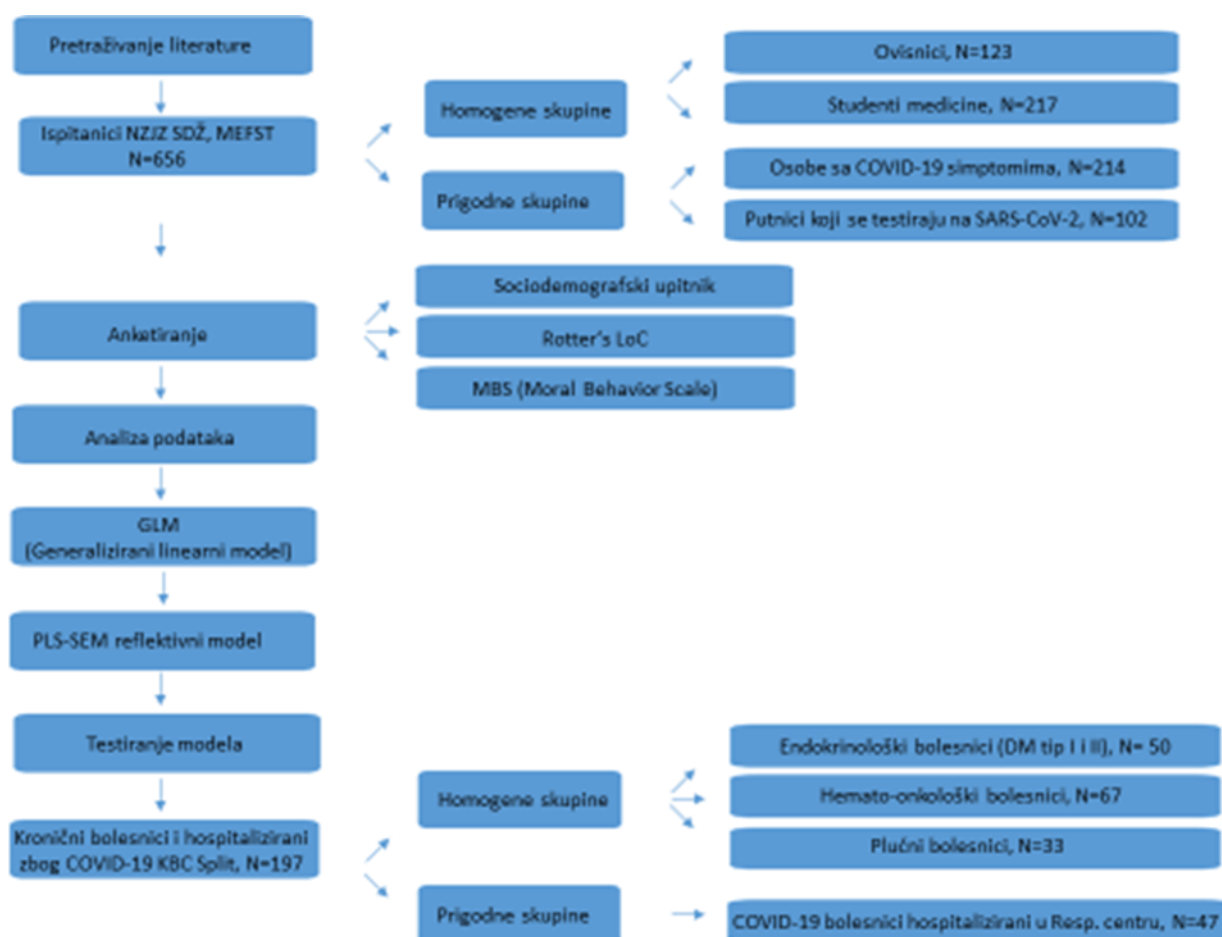 Pretraživanje literature
Ispitanici NZJZ SDŽ, MEFST
N=656
Homogene skupine
Ovisnici, N=123
Studenti medicine, N=217
Prigodne skupine
Osobe sa COVID-19 simptomima, N=214
Putnici koji se testiraju na SARS-CoV-2, N=102
Anketiranje
Sociodemografski upitnik
Rotter's LoC
MBS (Moral Behavior Scale)
Analiza podataka
GLM
(Generalizirani linearni model)
PLS-SEM reflektivni model
Testiranje modela
Kronični bolesnici i hospitalizirani
zbog COVID-19 KBC Split, N=197
Homogene skupine
Endokrinološki bolesnici (DM tip I i II), N= 50
Hemato-onkološki bolesnici, N=67
Plućni bolesnici, N=33
Prigodne skupine
COVID-19 bolesnici hospitalizirani u Resp. centru, N=47